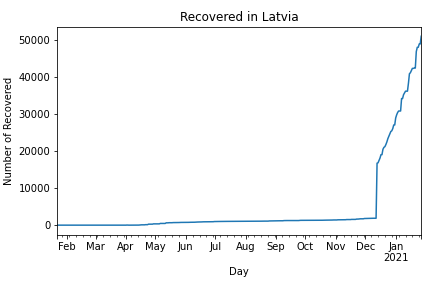 Recovered in Latvia
50000
40000
30000
20000
10000
0
Number of Recovered
Feb Mar Apr May Jun Jul Aug Sep Oct Nov Dec Jan
2021
Day